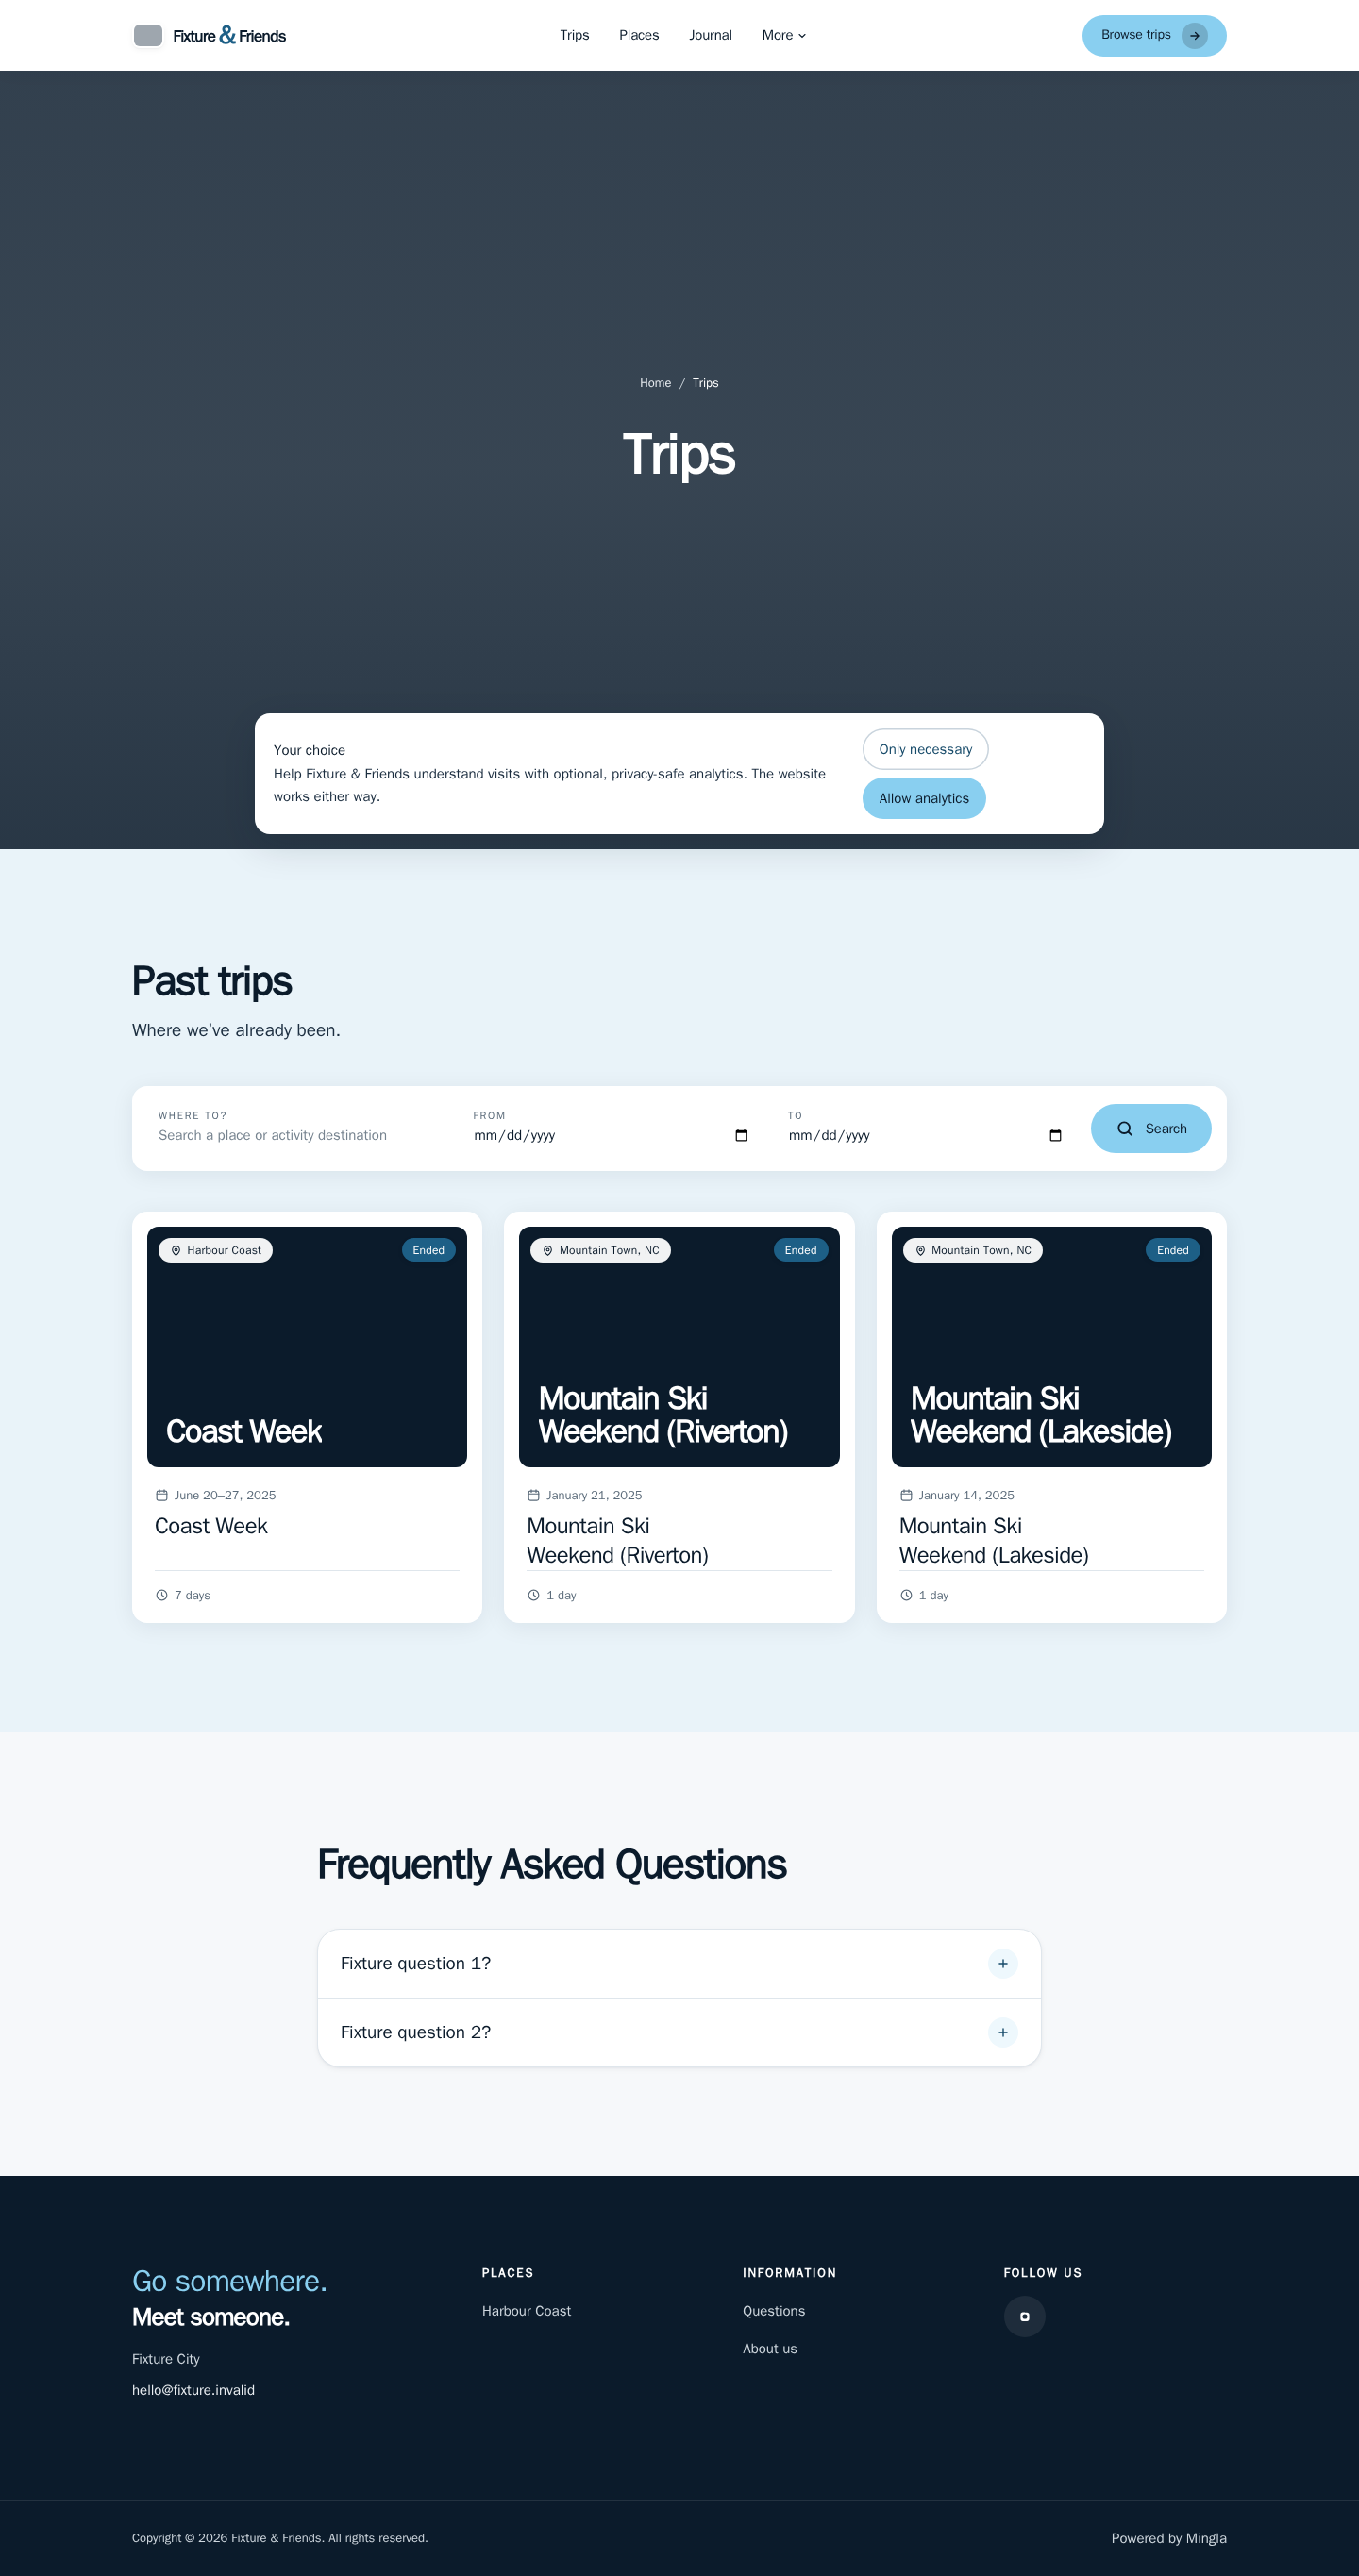 Fixture & Friends
Trips
Places
Journal
More
Browse trips
Home / Trips
Trips
Your choice
Help Fixture & Friends understand visits with optional, privacy-safe analytics. The website
works either way.
Only necessary
Allow analytics
Past trips
Where we’ve already been.
WHERE TO?
Search a place or activity destination
FROM
mm/dd/yyyy
TO
mm/dd/yyyy
Search
Harbour Coast
Ended
Coast Week
June 20–27, 2025
Coast Week
7 days
Mountain Town, NC
Ended
Mountain Ski
Weekend (Riverton)
January 21, 2025
Mountain Ski
Weekend (Riverton)
1 day
Mountain Town, NC
Ended
Mountain Ski
Weekend (Lakeside)
January 14, 2025
Mountain Ski
Weekend (Lakeside)
1 day
Frequently Asked Questions
Fixture question 1?
Fixture question 2?
Go somewhere.
Meet someone.
Fixture City
hello@fixture.invalid
PLACES
Harbour Coast
INFORMATION
Questions
About us
FOLLOW US
Copyright © 2026 Fixture & Friends. All rights reserved.
Powered by Mingla